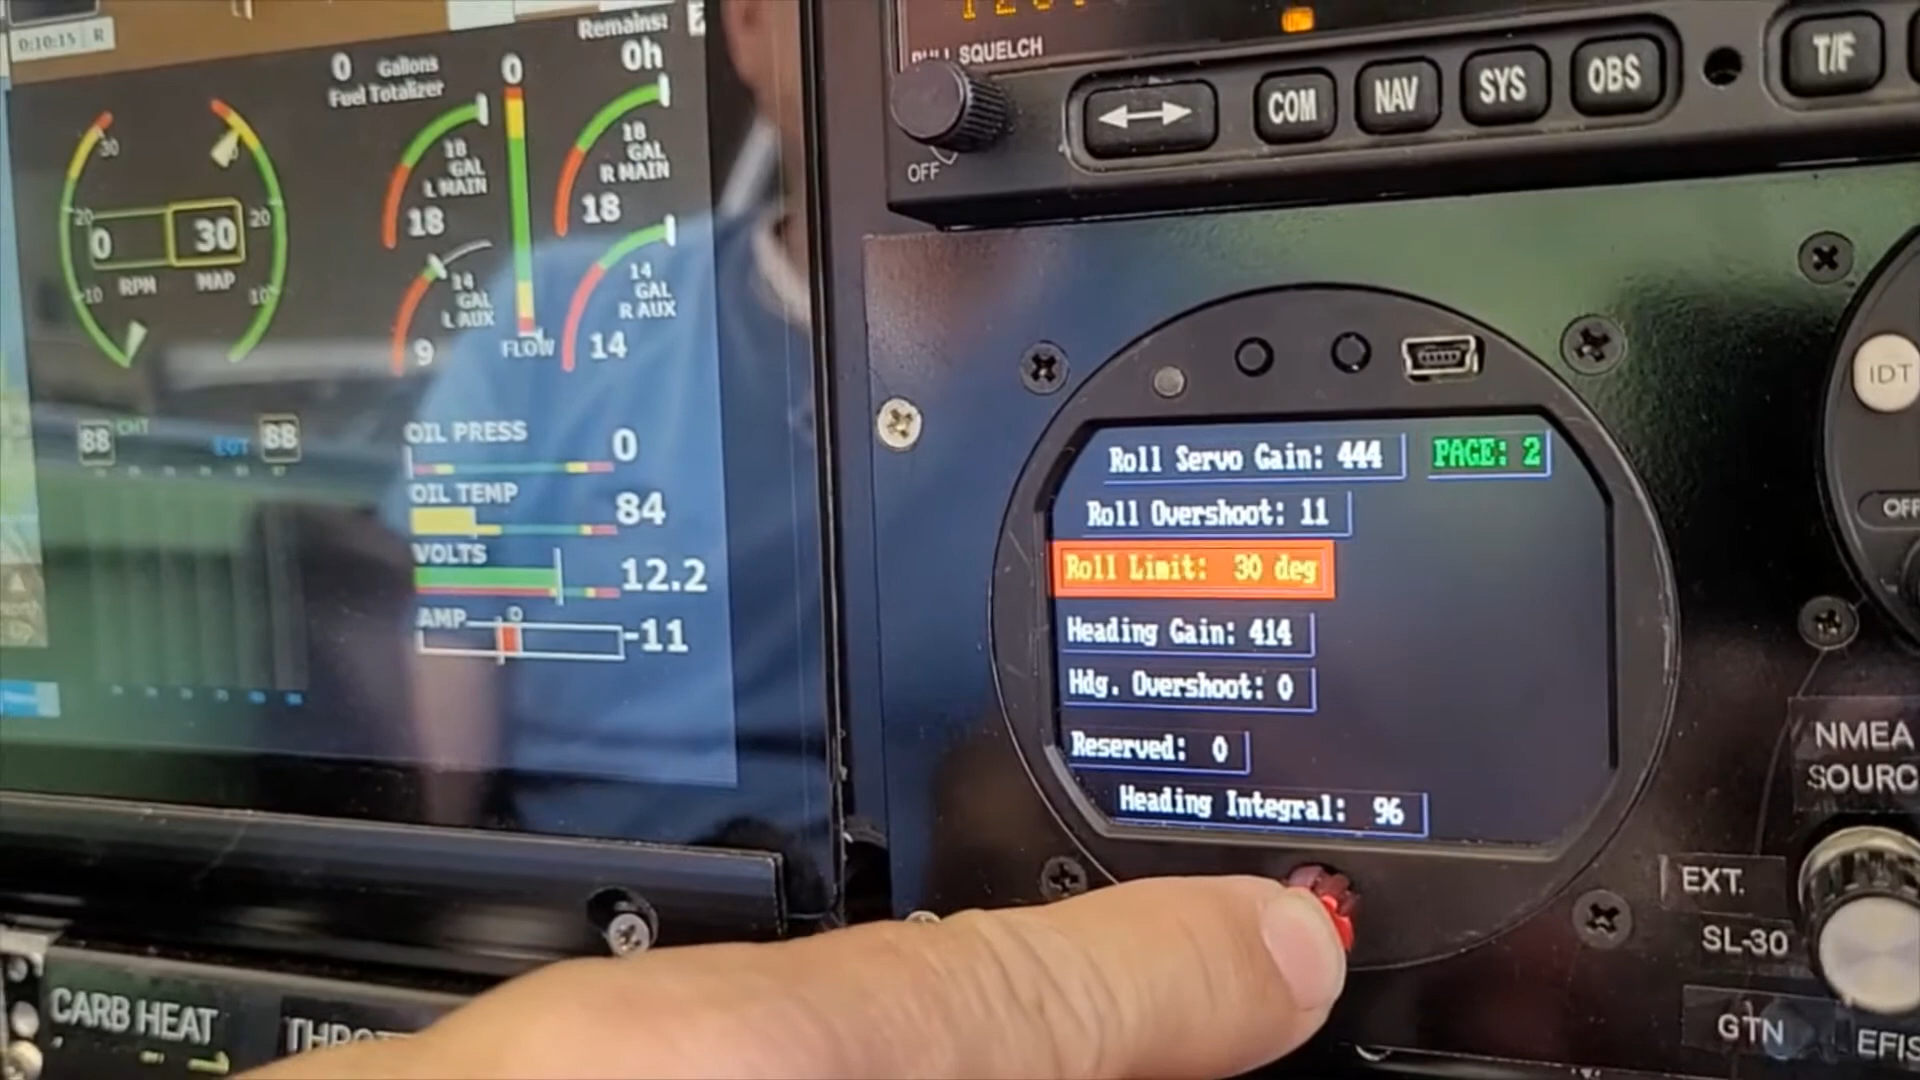 0:10:15 R
0 Gallons
Fuel Totalizer
Remains:
0h
0
30
20
10
0
30
RPM
MAP
20
10
18
GAL
L MAIN
18
18
GAL
R MAIN
18
14
GAL
L AUX
9
FLOW
14
GAL
R AUX
14
88 CHT
EGT 88
OIL PRESS 0
OIL TEMP 84
VOLTS 12.2
AMP 0 -11
CARB HEAT
PULL SQUELCH
OFF
COM
NAV
SYS
OBS
T/F
Roll Servo Gain: 444
PAGE: 2
Roll Overshoot: 11
Roll Limit: 30 deg
Heading Gain: 414
Hdg. Overshoot: 0
Reserved: 0
Heading Integral: 96
IDT
OFF
NMEA
SOURC
EXT.
SL-30
GTN
EFIS